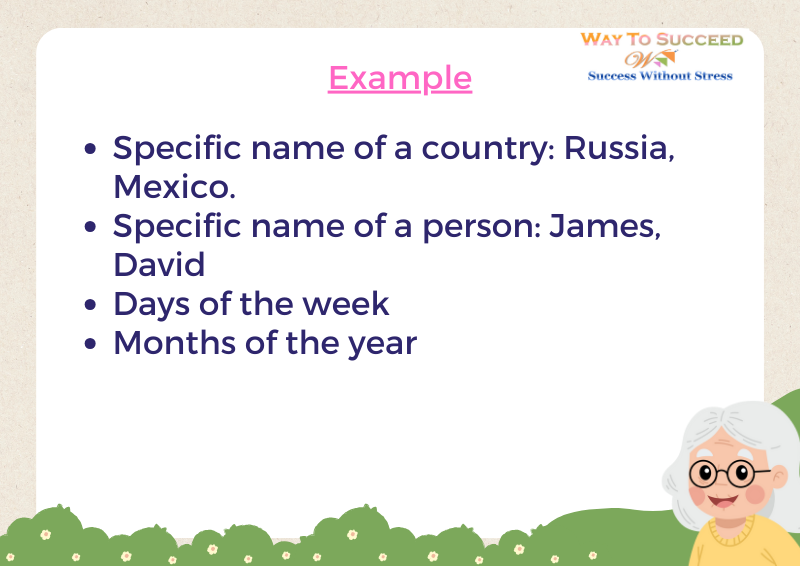 WAY TO SUCCEED
Success Without Stress
Example
• Specific name of a country: Russia,
Mexico.
• Specific name of a person: James,
David
• Days of the week
• Months of the year